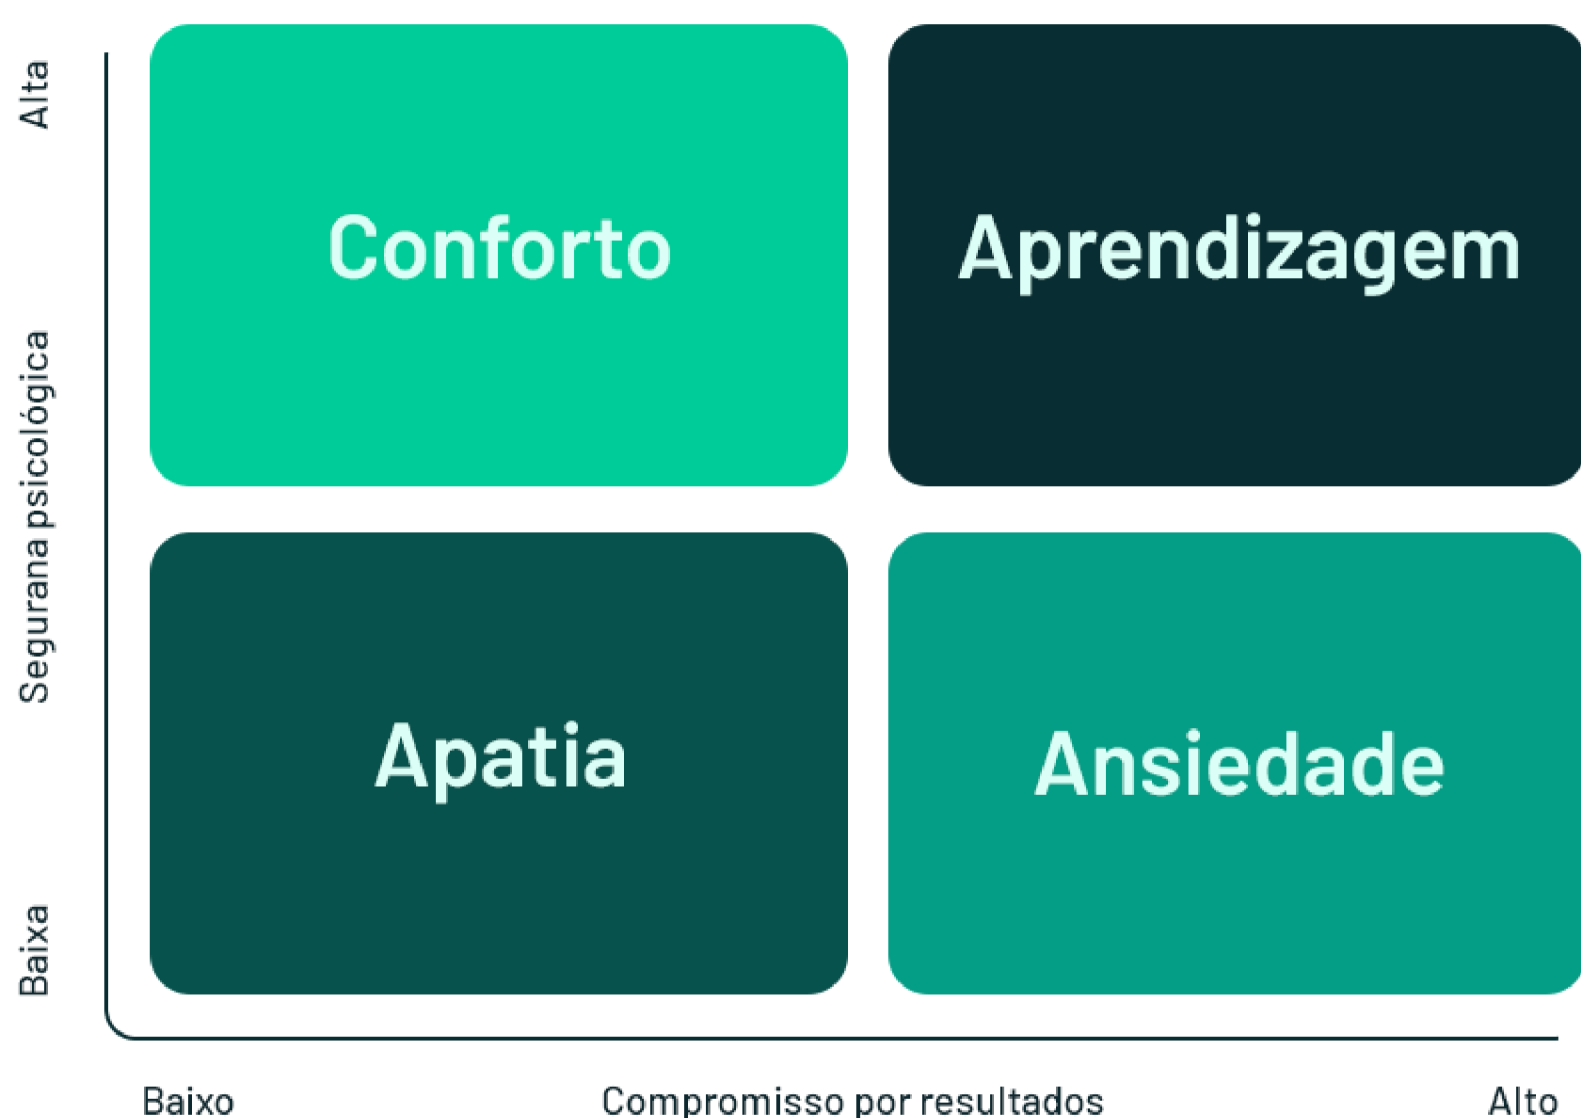 Alta
Conforto
Aprendizagem
Segurana psicológica
Apatia
Ansiedade
Baixa
Baixo
Compromisso por resultados
Alto